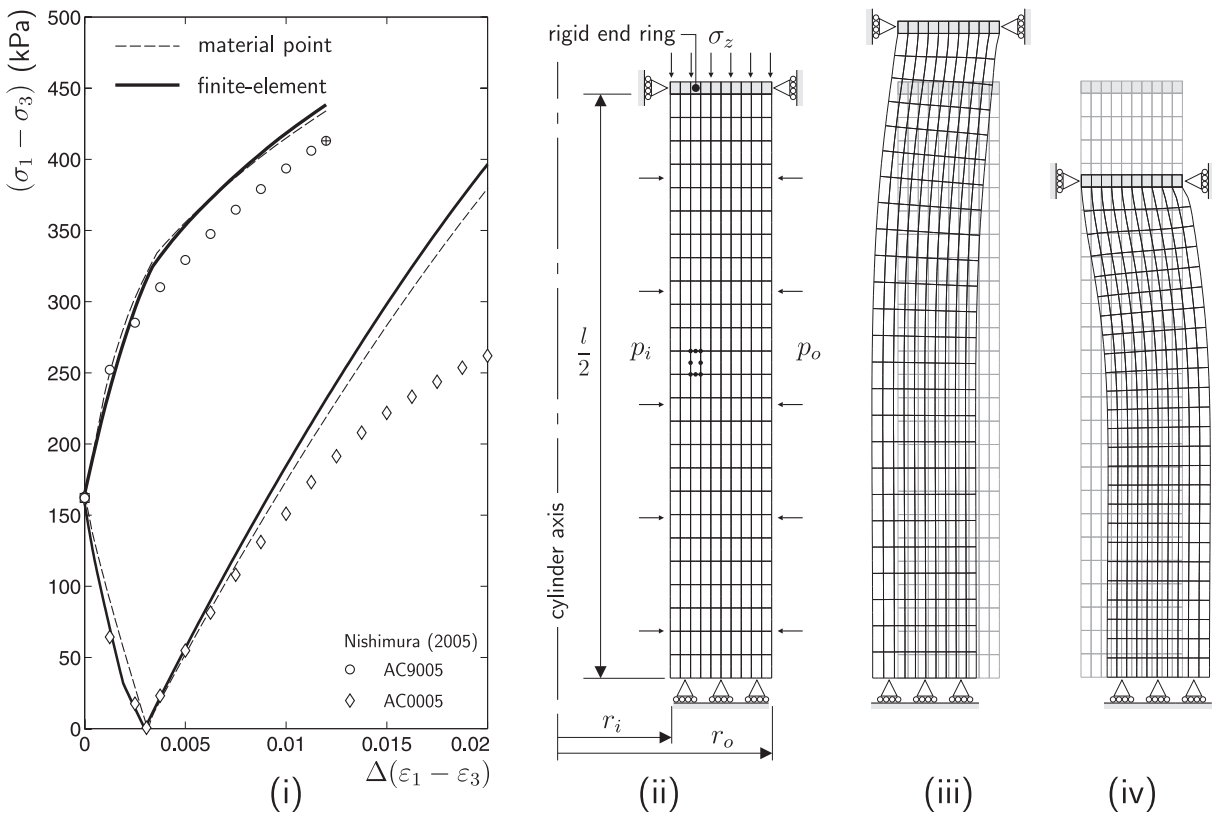 500
450
400
350
300
250
200
150
100
50
0
(σ₁ − σ₃) (kPa)
material point
finite-element
Nishimura (2005)
AC9005
AC0005
0
0.005
0.01
0.015
0.02
Δ(ε₁ − ε₃)
(i)
rigid end ring
σz
l/2
pᵢ
pₒ
cylinder axis
rᵢ
rₒ
(ii)
(iii)
(iv)